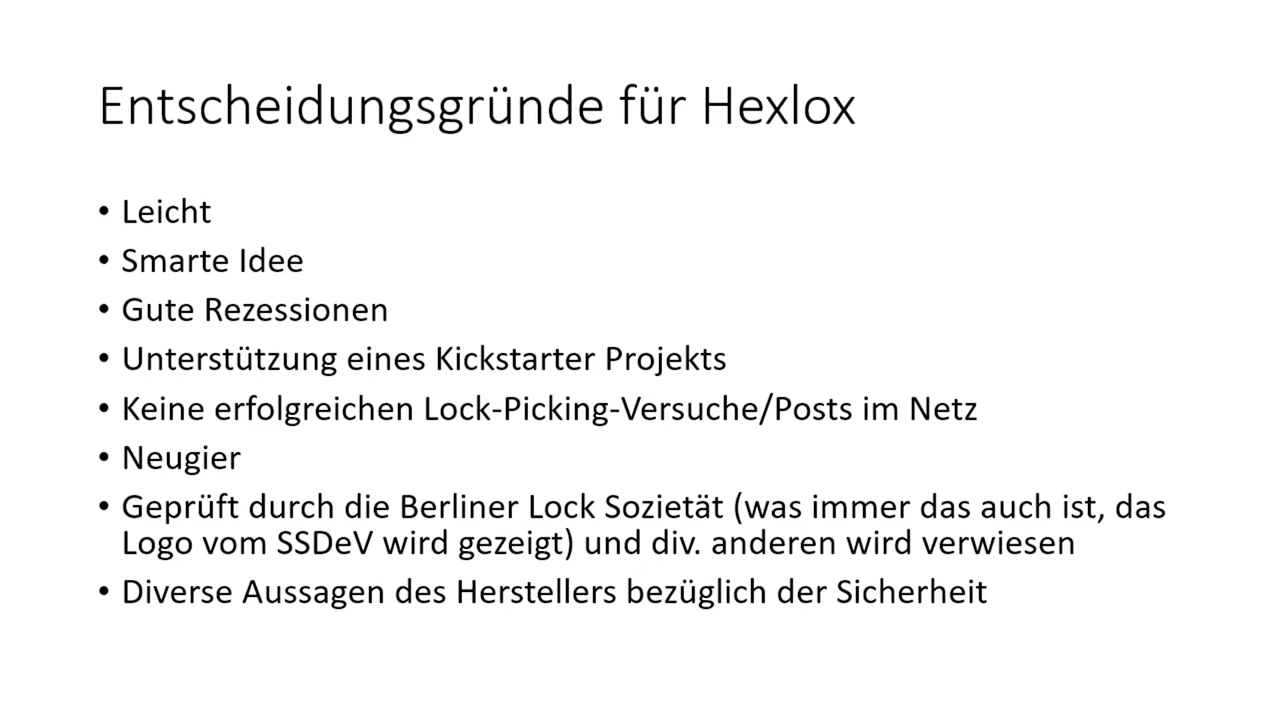 Entscheidungsgründe für Hexlox
• Leicht
• Smarte Idee
• Gute Rezessionen
• Unterstützung eines Kickstarter Projekts
• Keine erfolgreichen Lock-Picking-Versuche/Posts im Netz
• Neugier
• Geprüft durch die Berliner Lock Sozietät (was immer das auch ist, das
Logo vom SSDeV wird gezeigt) und div. anderen wird verwiesen
• Diverse Aussagen des Herstellers bezüglich der Sicherheit